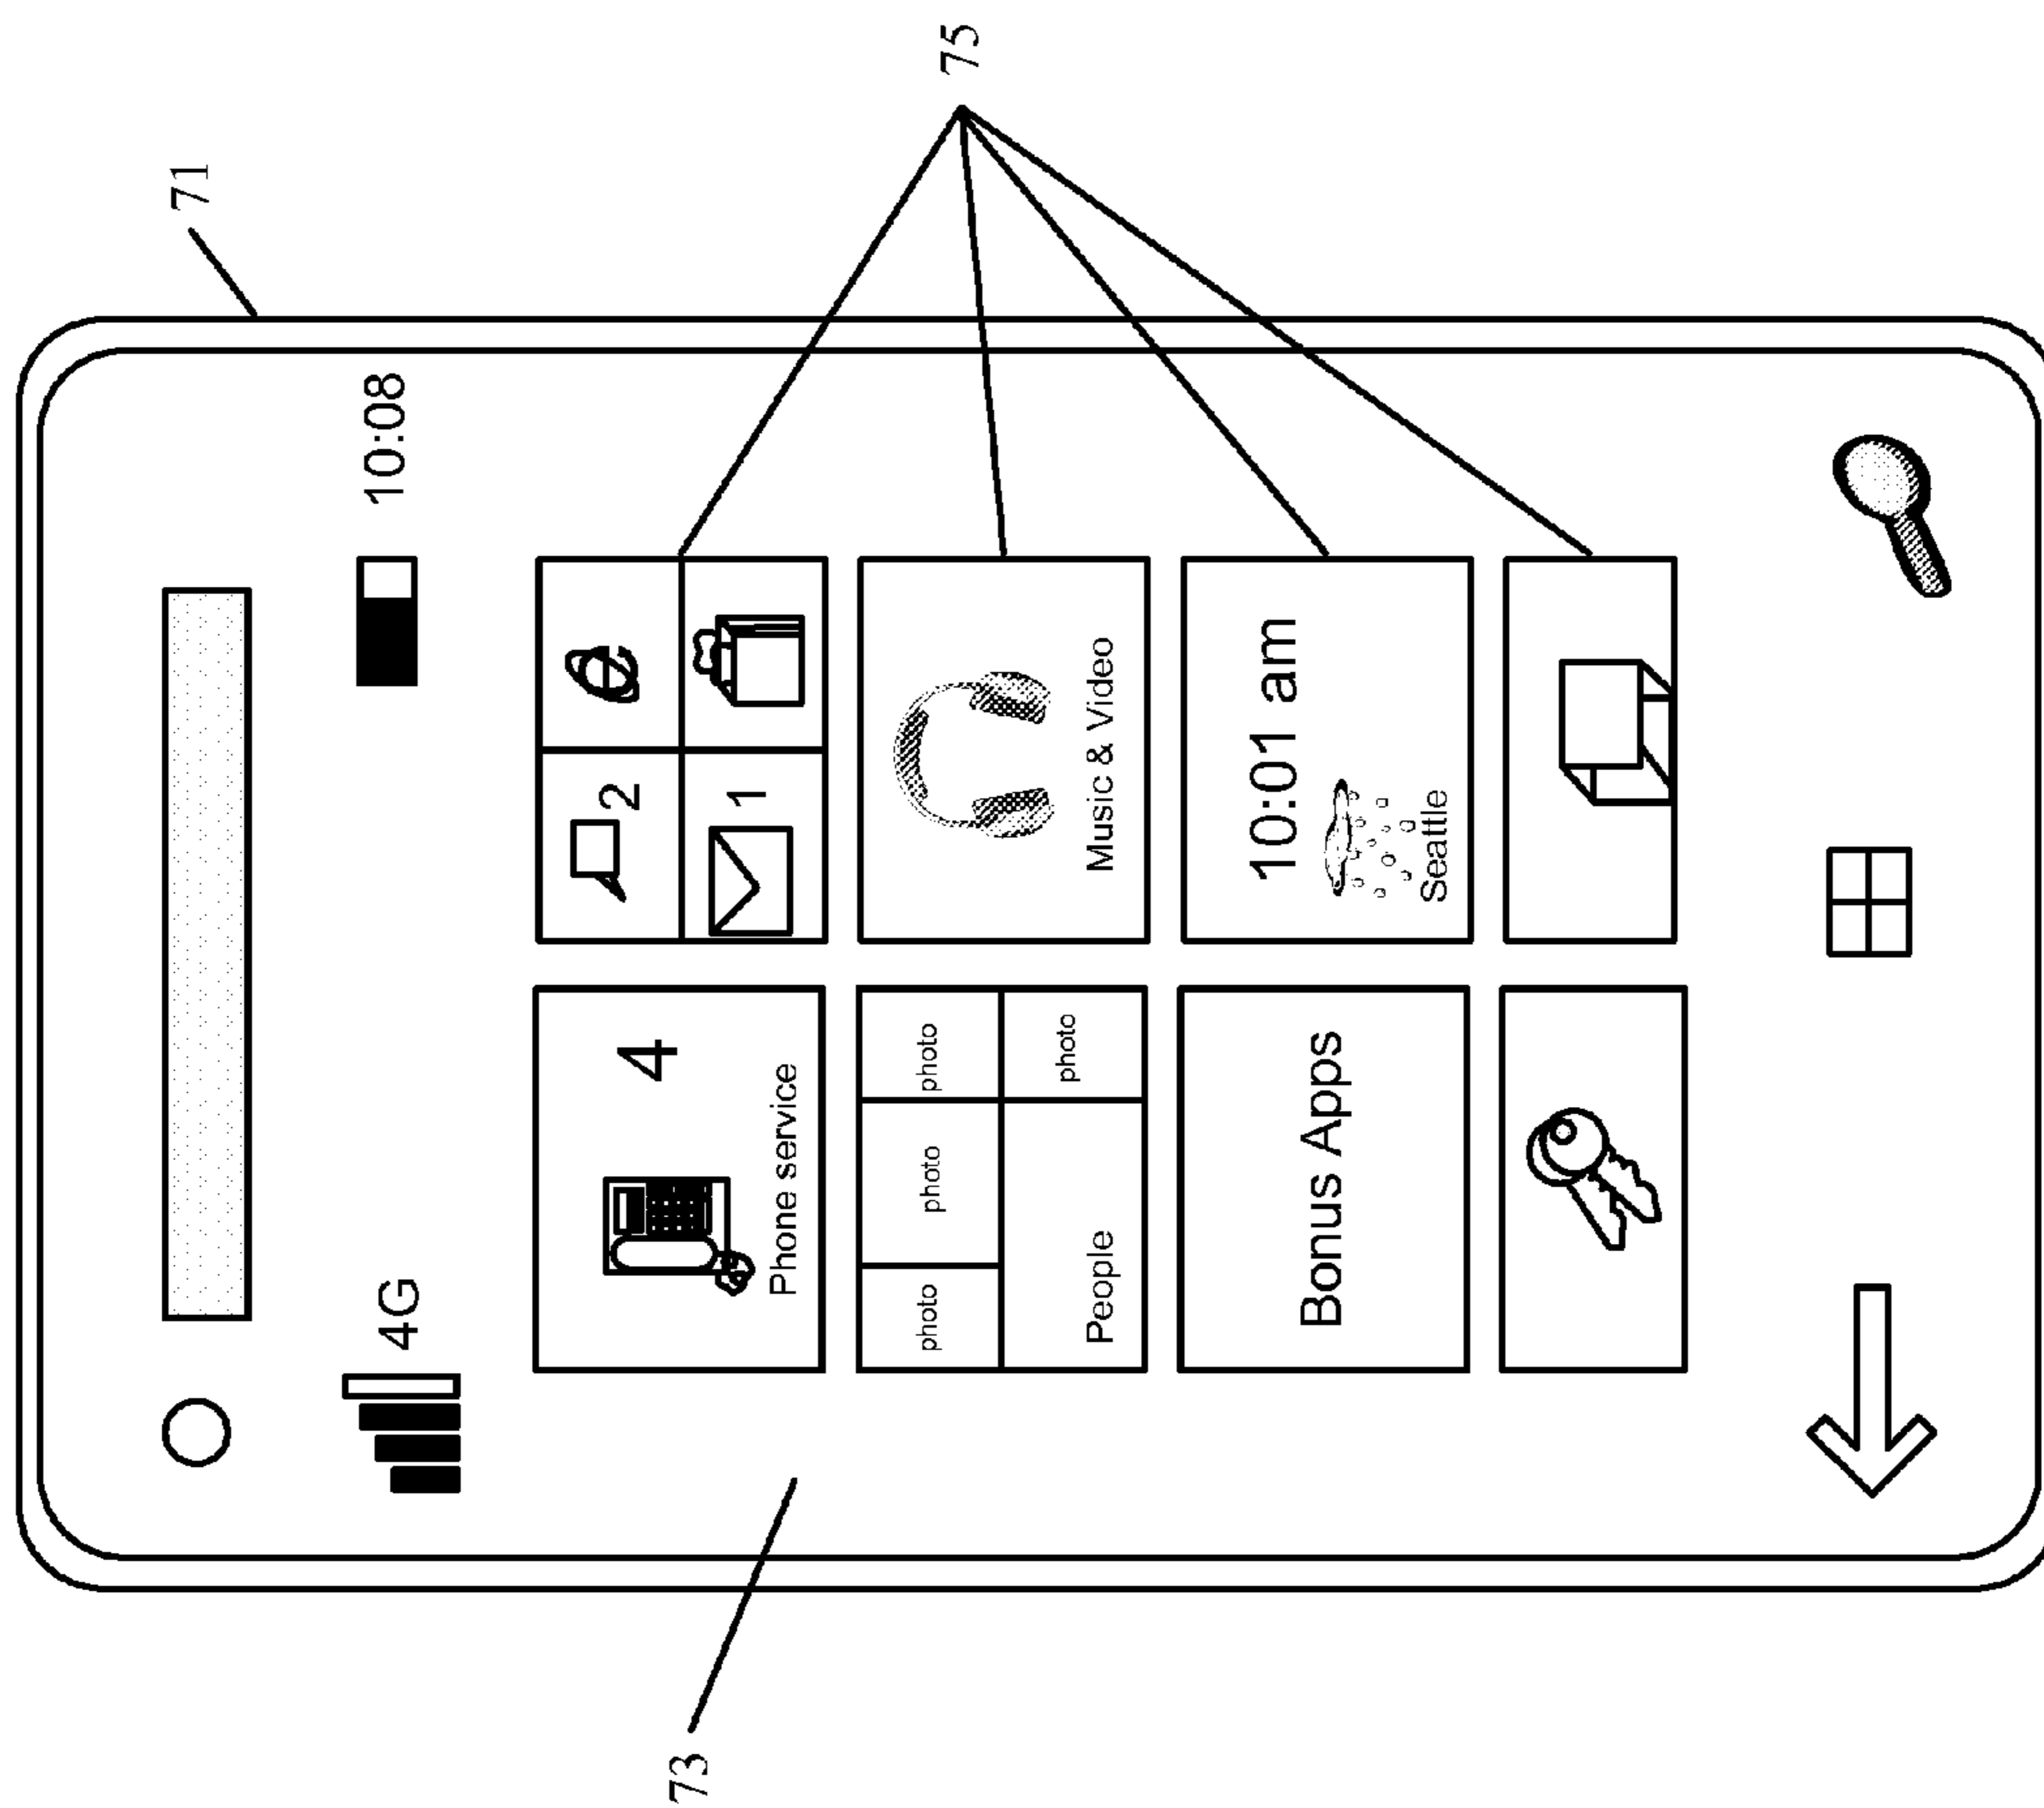 71
4G
10:08
75
4
Phone service
2
1
photo
photo
photo
People
photo
Music & Video
Bonus Apps
10:01 am
Seattle
73